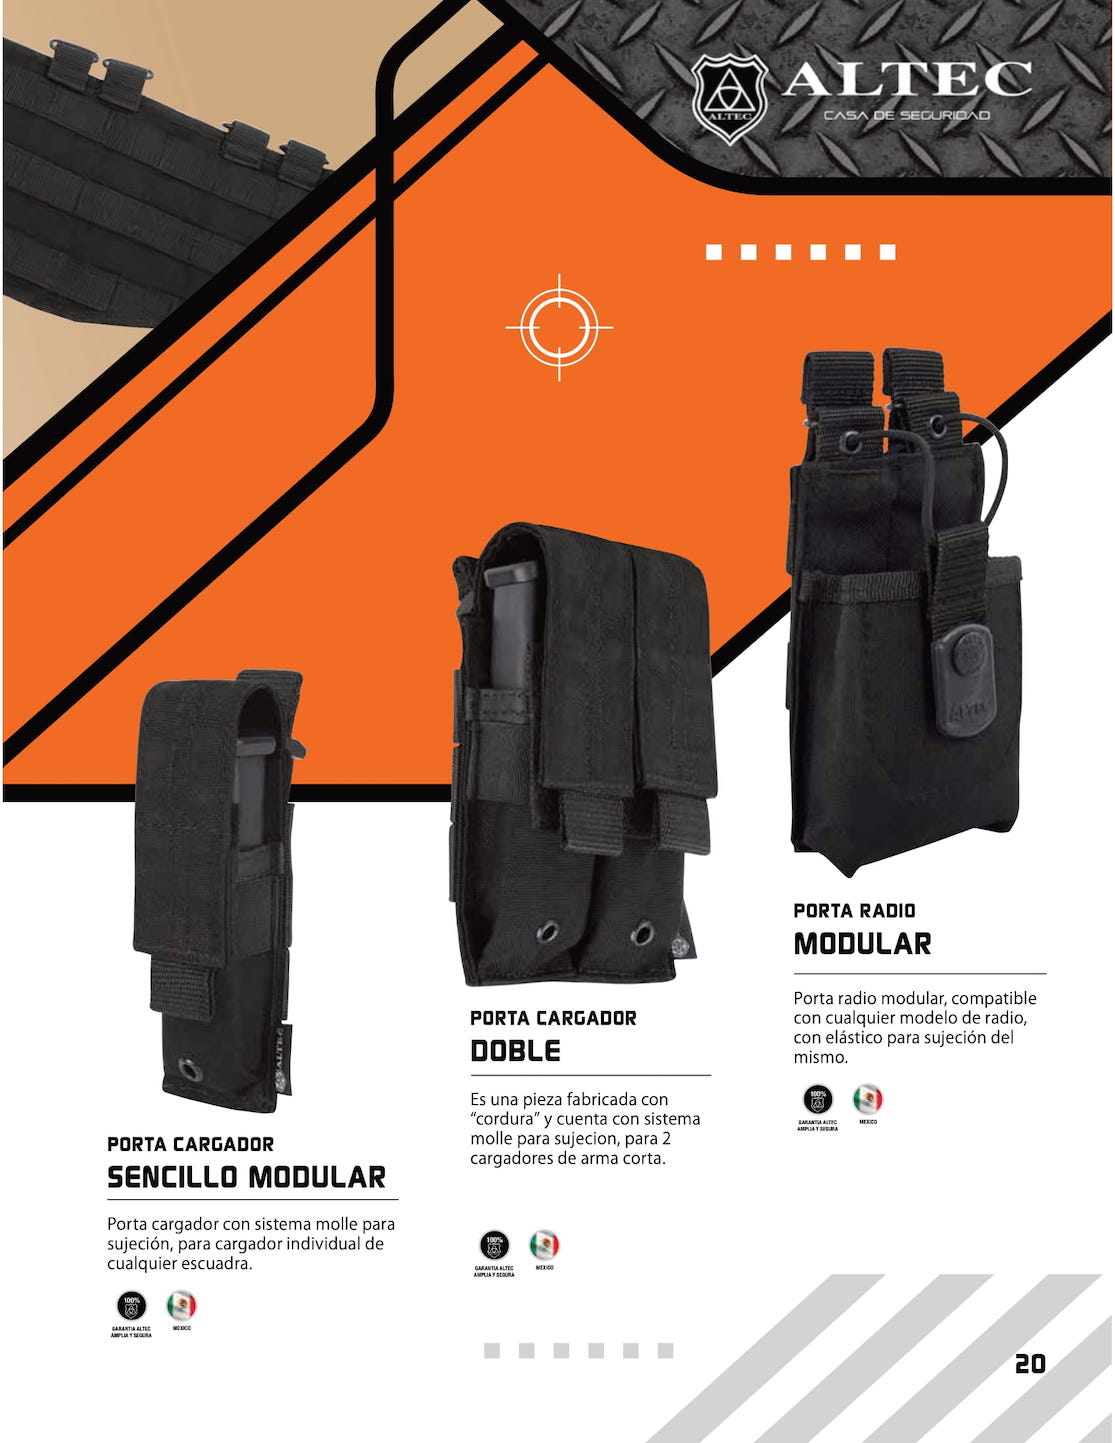 ALTEC
ALTEC
CASA DE SEGURIDAD
ALTEC
PORTA RADIO
MODULAR
Porta radio modular, compatible
con cualquier modelo de radio,
con elástico para sujeción del
mismo.
100%
GARANTIA ALTEC
AMPLIA Y SEGURA
MEXICO
PORTA CARGADOR
DOBLE
Es una pieza fabricada con
“cordura” y cuenta con sistema
molle para sujecion, para 2
cargadores de arma corta.
100%
GARANTIA ALTEC
AMPLIA Y SEGURA
MEXICO
ALTEC
PORTA CARGADOR
SENCILLO MODULAR
Porta cargador con sistema molle para
sujeción, para cargador individual de
cualquier escuadra.
100%
GARANTIA ALTEC
AMPLIA Y SEGURA
MEXICO
20